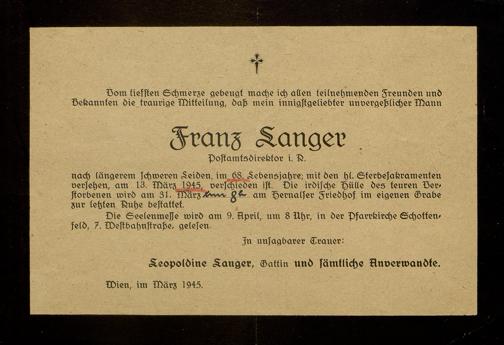 Vom tiefsten Schmerze gebeugt mache ich allen teilnehmenden Freunden und
Bekannten die traurige Mitteilung, daß mein innigstgeliebter unvergeßlicher Mann
Franz Langer
Postamtsdirektor i. R.
nach längerem schweren Leiden, im 68. Lebensjahre, mit den hl. Sterbesakramenten
versehen, am 13. März 1945, verschieden ist. Die irdische Hülle des teuren Ver-
storbenen wird am 31. März um 8h am Hernalser Friedhof im eigenen Grabe
zur letzten Ruhe bestattet.
Die Seelenmesse wird am 9. April, um 8 Uhr, in der Pfarrkirche Schotten-
feld, 7. Westbahnstraße, gelesen.
In unsagbarer Trauer:
Leopoldine Langer, Gattin und sämtliche Anverwandte.
Wien, im März 1945.